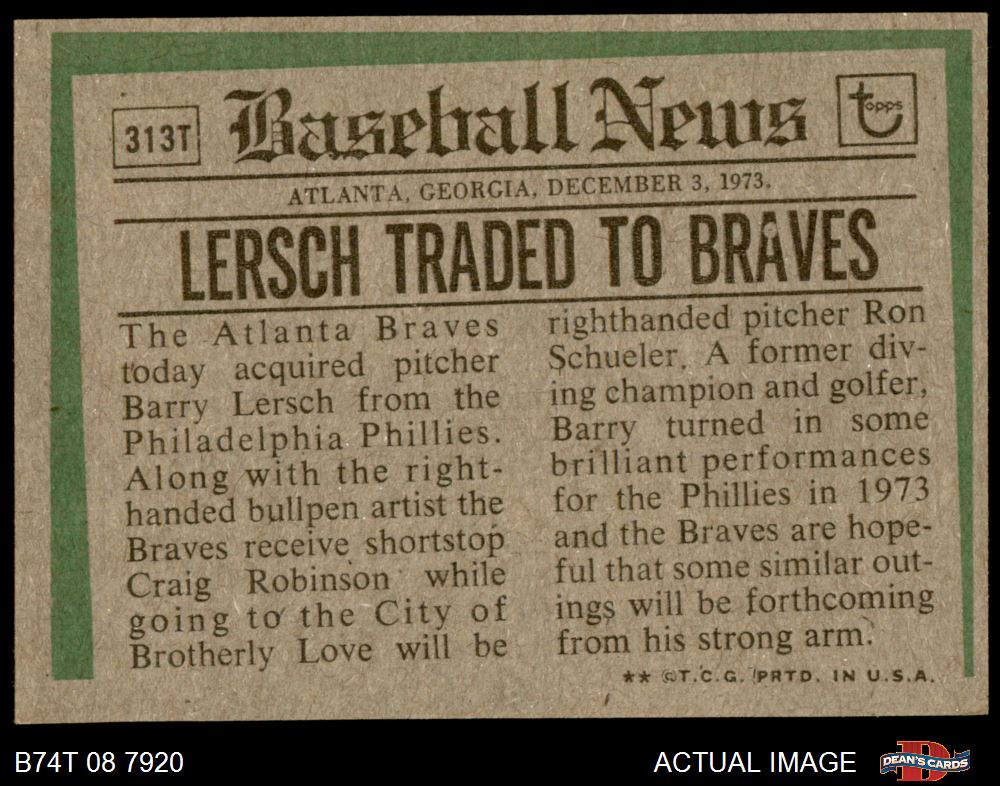 313T
Baseball News
topps
ATLANTA, GEORGIA, DECEMBER 3, 1973.
LERSCH TRADED TO BRAVES
The Atlanta Braves
today acquired pitcher
Barry Lersch from the
Philadelphia Phillies.
Along with the right-
handed bullpen artist the
Braves receive shortstop
Craig Robinson while
going to the City of
Brotherly Love will be
righthanded pitcher Ron
Schueler. A former div-
ing champion and golfer,
Barry turned in some
brilliant performances
for the Phillies in 1973
and the Braves are hope-
ful that some similar out-
ings will be forthcoming
from his strong arm.
** ©T.C.G. PRTD. IN U.S.A.
B74T 08 7920
ACTUAL IMAGE
DEAN'S CARDS